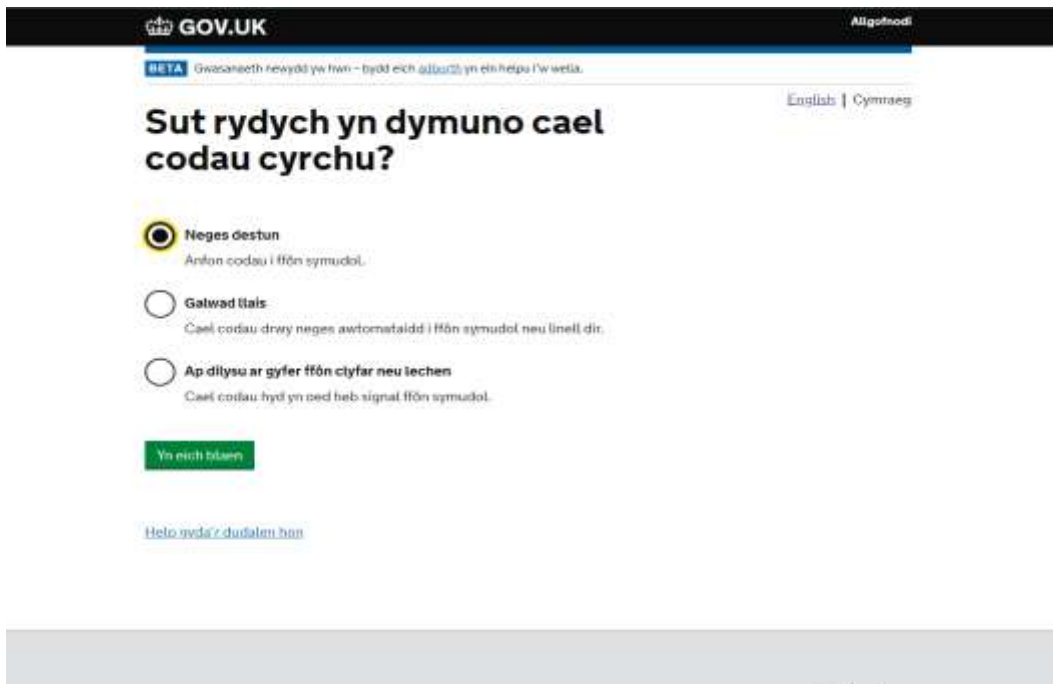 GOV.UK
Allgofnodi
BETA Gwasanaeth newydd yw hwn – bydd eich adborth yn ein helpu i'w wella.
English | Cymraeg
Sut rydych yn dymuno cael
codau cyrchu?
Neges destun
Anfon codau i ffôn symudol.
Galwad llais
Cael codau drwy neges awtomataidd i ffôn symudol neu linell dir.
Ap dilysu ar gyfer ffôn clyfar neu lechen
Cael codau hyd yn oed heb signal ffôn symudol.
Yn eich blaen
Help gyda'r dudalen hon